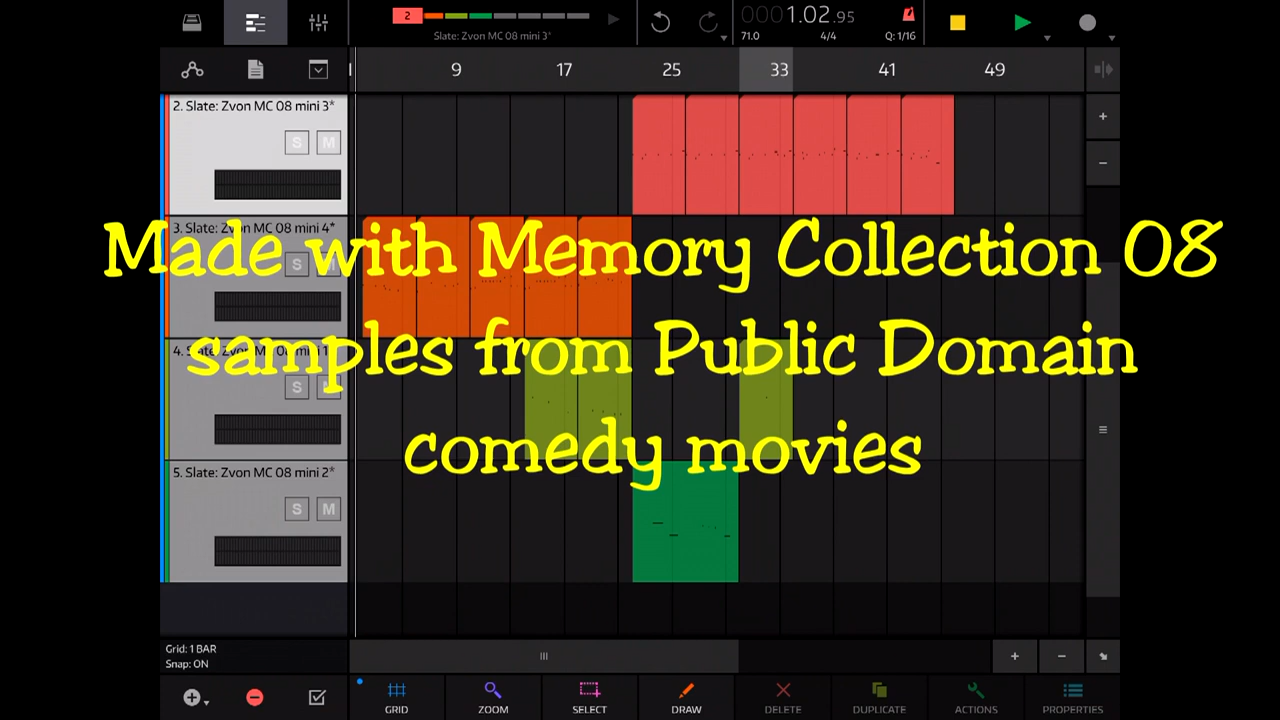 2
Slate: Zvon MC 08 mini 3*
0001.02.95
71.0
4/4
Q: 1/16
9
17
25
33
41
49
2. Slate: Zvon MC 08 mini 3*
S M
3. Slate: Zvon MC 08 mini 4*
S M
Made with Memory Collection 08
samples from Public Domain
comedy movies
S
5. Slate: Zvon MC 08 mini 2*
S M
Grid: 1 BAR
Snap: ON
GRID
ZOOM
SELECT
DRAW
DELETE
DUPLICATE
ACTIONS
PROPERTIES